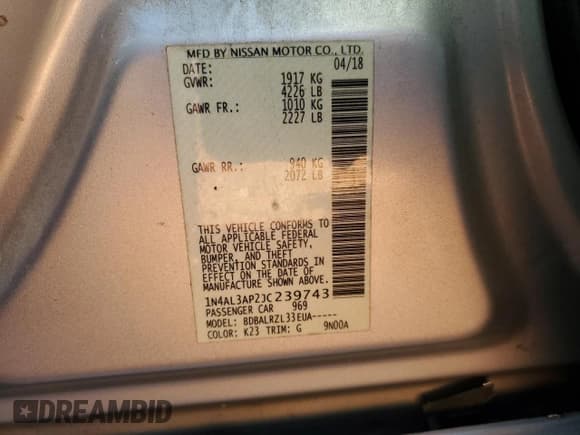 MFD BY NISSAN MOTOR CO., LTD.
DATE: 04/18
GVWR: 1917 KG
4226 LB
GAWR FR.: 1010 KG
2227 LB
GAWR RR.: 940 KG
2072 LB
THIS VEHICLE CONFORMS TO
ALL APPLICABLE FEDERAL
MOTOR VEHICLE SAFETY,
BUMPER, AND THEFT
PREVENTION STANDARDS
IN EFFECT ON THE DATE OF
MANUFACTURE SHOWN ABOVE.
1N4AL3AP2JC239743
PASSENGER CAR 969
MODEL: BDBALRZL33EUA-----
COLOR: K23 TRIM: G 9N00A
DREAMBID